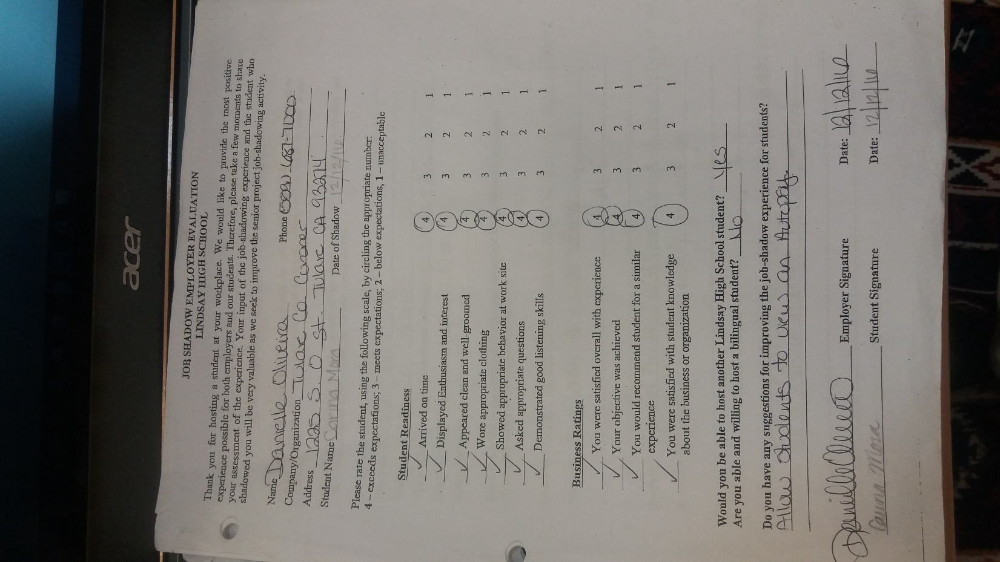 acer
JOB SHADOW EMPLOYER EVALUATION
LINDSAY HIGH SCHOOL
Thank you for hosting a student at your workplace. We would like to provide the most positive
experience possible for both employers and our students. Therefore, please take a few moments to share
your assessment of the experience. Your input of the job-shadowing experience and the student who
shadowed you will be very valuable as we seek to improve the senior project job-shadowing activity.
Name Danielle Oliveira Phone (559) 687-7000
Company/Organization Tulare Co Coroner
Address 1225 S. O St. Tulare CA 93274
Student Name Carina Mora Date of Shadow 12/12/16
Please rate the student, using the following scale, by circling the appropriate number:
4 – exceeds expectations; 3 – meets expectations; 2 – below expectations, 1 – unacceptable
Student Readiness
✓ Arrived on time 4 3 2 1
✓ Displayed Enthusiasm and interest 4 3 2 1
✓ Appeared clean and well-groomed 4 3 2 1
✓ Wore appropriate clothing 4 3 2 1
✓ Showed appropriate behavior at work site 4 3 2 1
✓ Asked appropriate questions 4 3 2 1
✓ Demonstrated good listening skills 4 3 2 1
Business Ratings
✓ You were satisfied overall with experience 4 3 2 1
✓ Your objective was achieved 4 3 2 1
✓ You would recommend student for a similar 4 3 2 1
experience
✓ You were satisfied with student knowledge 4 3 2 1
about the business or organization
Would you be able to host another Lindsay High School student? Yes
Are you able and willing to host a bilingual student? No
Do you have any suggestions for improving the job-shadow experience for students?
Allow students to view an Autopsy.
Employer Signature Date: 12/12/16
Carina Mora Student Signature Date: 12/12/16